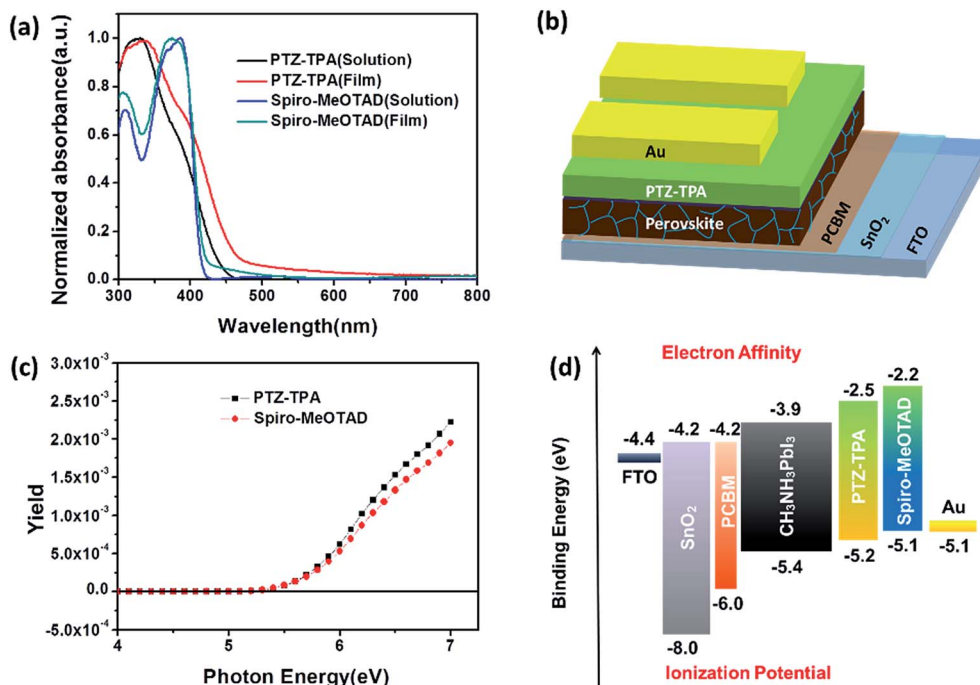 (a)
Normalized absorbance(a.u.)
1.0
0.8
0.6
0.4
0.2
0.0
PTZ-TPA(Solution)
PTZ-TPA(Film)
Spiro-MeOTAD(Solution)
Spiro-MeOTAD(Film)
300 400 500 600 700 800
Wavelength(nm)
(b)
Au
PTZ-TPA
Perovskite
PCBM
SnO₂
FTO
(c)
Yield
3.0x10⁻³
2.5x10⁻³
2.0x10⁻³
1.5x10⁻³
1.0x10⁻³
5.0x10⁻⁴
0.0
-5.0x10⁻⁴
PTZ-TPA
Spiro-MeOTAD
4 5 6 7
Photon Energy(eV)
(d)
Binding Energy (eV)
Electron Affinity
-4.4
FTO
-4.2
SnO₂
-8.0
-4.2
PCBM
-6.0
-3.9
CH₃NH₃PbI₃
-5.4
-2.5
PTZ-TPA
-5.2
-2.2
Spiro-MeOTAD
-5.1
Au
-5.1
Ionization Potential